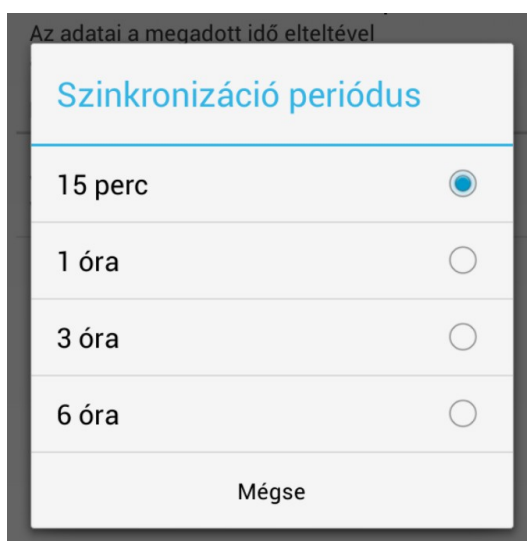 Az adatai a megadott idő elteltével
Szinkronizáció periódus
15 perc
1 óra
3 óra
6 óra
Mégse